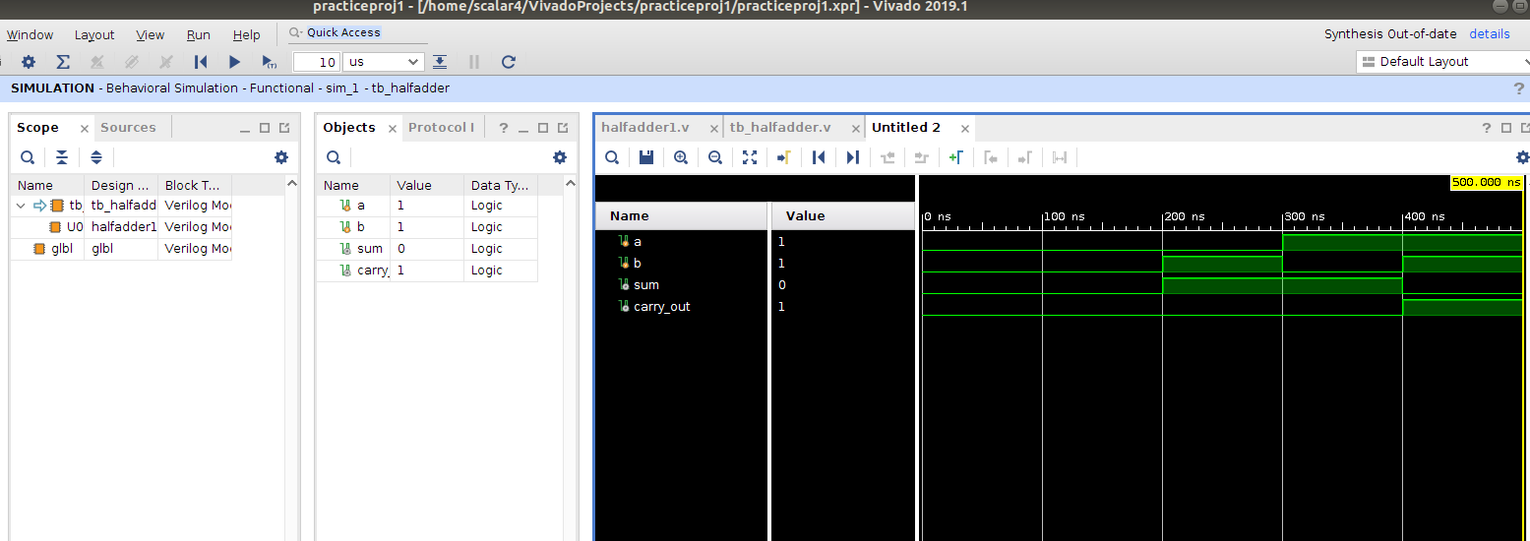 practiceproj1 - [/home/scalar4/VivadoProjects/practiceproj1/practiceproj1.xpr] - Vivado 2019.1
Window Layout View Run Help Quick Access Synthesis Out-of-date details
10 us Default Layout
SIMULATION - Behavioral Simulation - Functional - sim_1 - tb_halfadder ?
Scope Sources
Name Design ... Block T...
tb_ tb_halfadd Verilog Mo
U0 halfadder1 Verilog Mo
glbl glbl Verilog Mo
Objects Protocol I ?
Name Value Data Ty...
a 1 Logic
b 1 Logic
sum 0 Logic
carry_ 1 Logic
halfadder1.v tb_halfadder.v Untitled 2 ?
500.000 ns
Name Value
0 ns 100 ns 200 ns 300 ns 400 ns
a 1
b 1
sum 0
carry_out 1